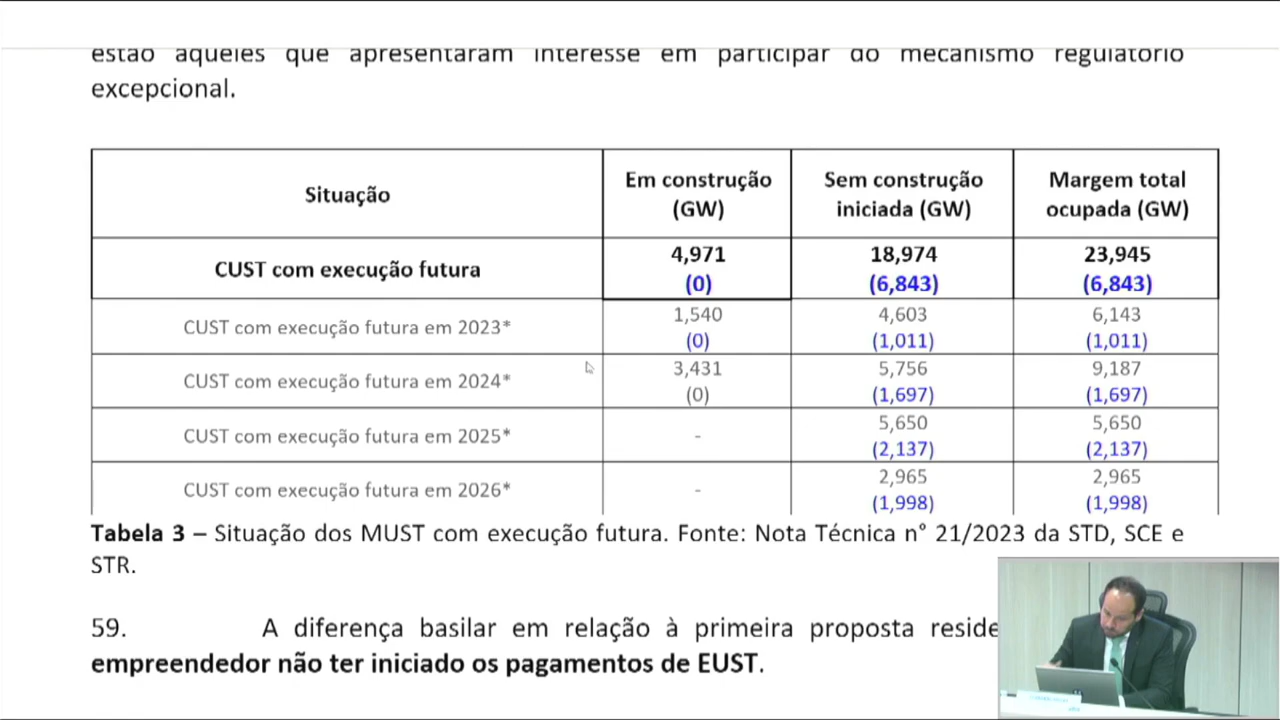 estão aqueles que apresentaram interesse em participar do mecanismo regulatório
excepcional.
Situação
Em construção
(GW)
Sem construção
iniciada (GW)
Margem total
ocupada (GW)
CUST com execução futura
4,971
(0)
18,974
(6,843)
23,945
(6,843)
CUST com execução futura em 2023*
1,540
(0)
4,603
(1,011)
6,143
(1,011)
CUST com execução futura em 2024*
3,431
(0)
5,756
(1,697)
9,187
(1,697)
CUST com execução futura em 2025*
-
5,650
(2,137)
5,650
(2,137)
CUST com execução futura em 2026*
-
2,965
(1,998)
2,965
(1,998)
Tabela 3 – Situação dos MUST com execução futura. Fonte: Nota Técnica n° 21/2023 da STD, SCE e
STR.
59. A diferença basilar em relação à primeira proposta reside
empreendedor não ter iniciado os pagamentos de EUST.